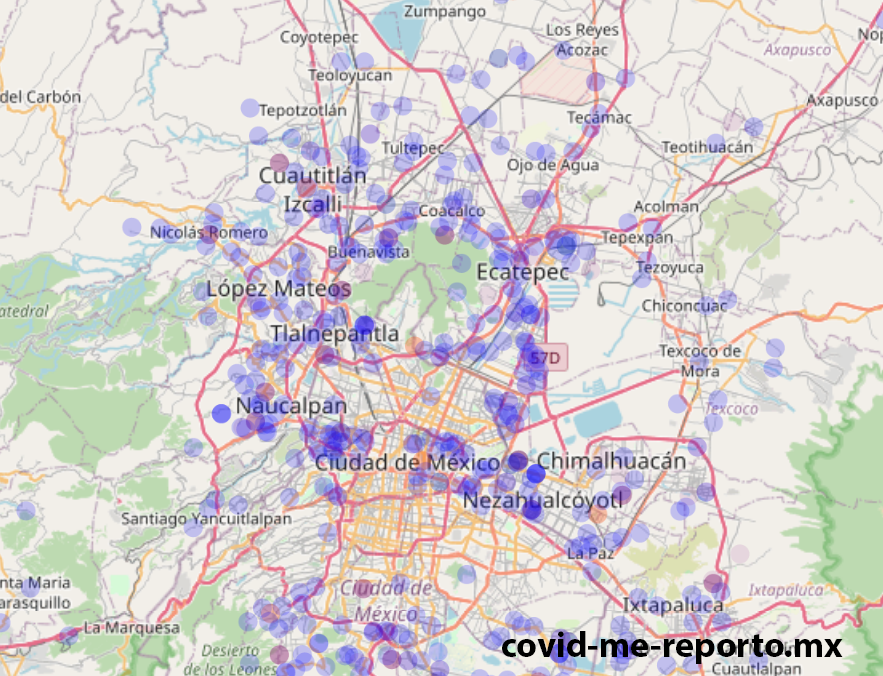 Zumpango
Coyotepec
Los Reyes
Acozac
Axapusco
Teoloyucan
del Carbón
Tepotzotlán
Axapusco
Tecámac
Tultepec
Teotihuacán
Ojo de Agua
Cuautitlán
Izcalli
Coacalco
Acolman
Nicolás Romero
Tepexpan
Buenavista
Ecatepec
Tezoyuca
López Mateos
Chiconcuac
atedral
Tlalnepantla
57D
Texcoco de
Mora
Naucalpan
Texcoco
Ciudad de México
Chimalhuacán
Nezahualcóyotl
Santiago Yancuitlalpan
La Paz
nta Maria
arasquillo
Ciudad de
México
Ixtapaluca
Ixtapaluca
La Marquesa
Desierto
de los Leones
covid-me-reporto.mx
Cuautlalpan